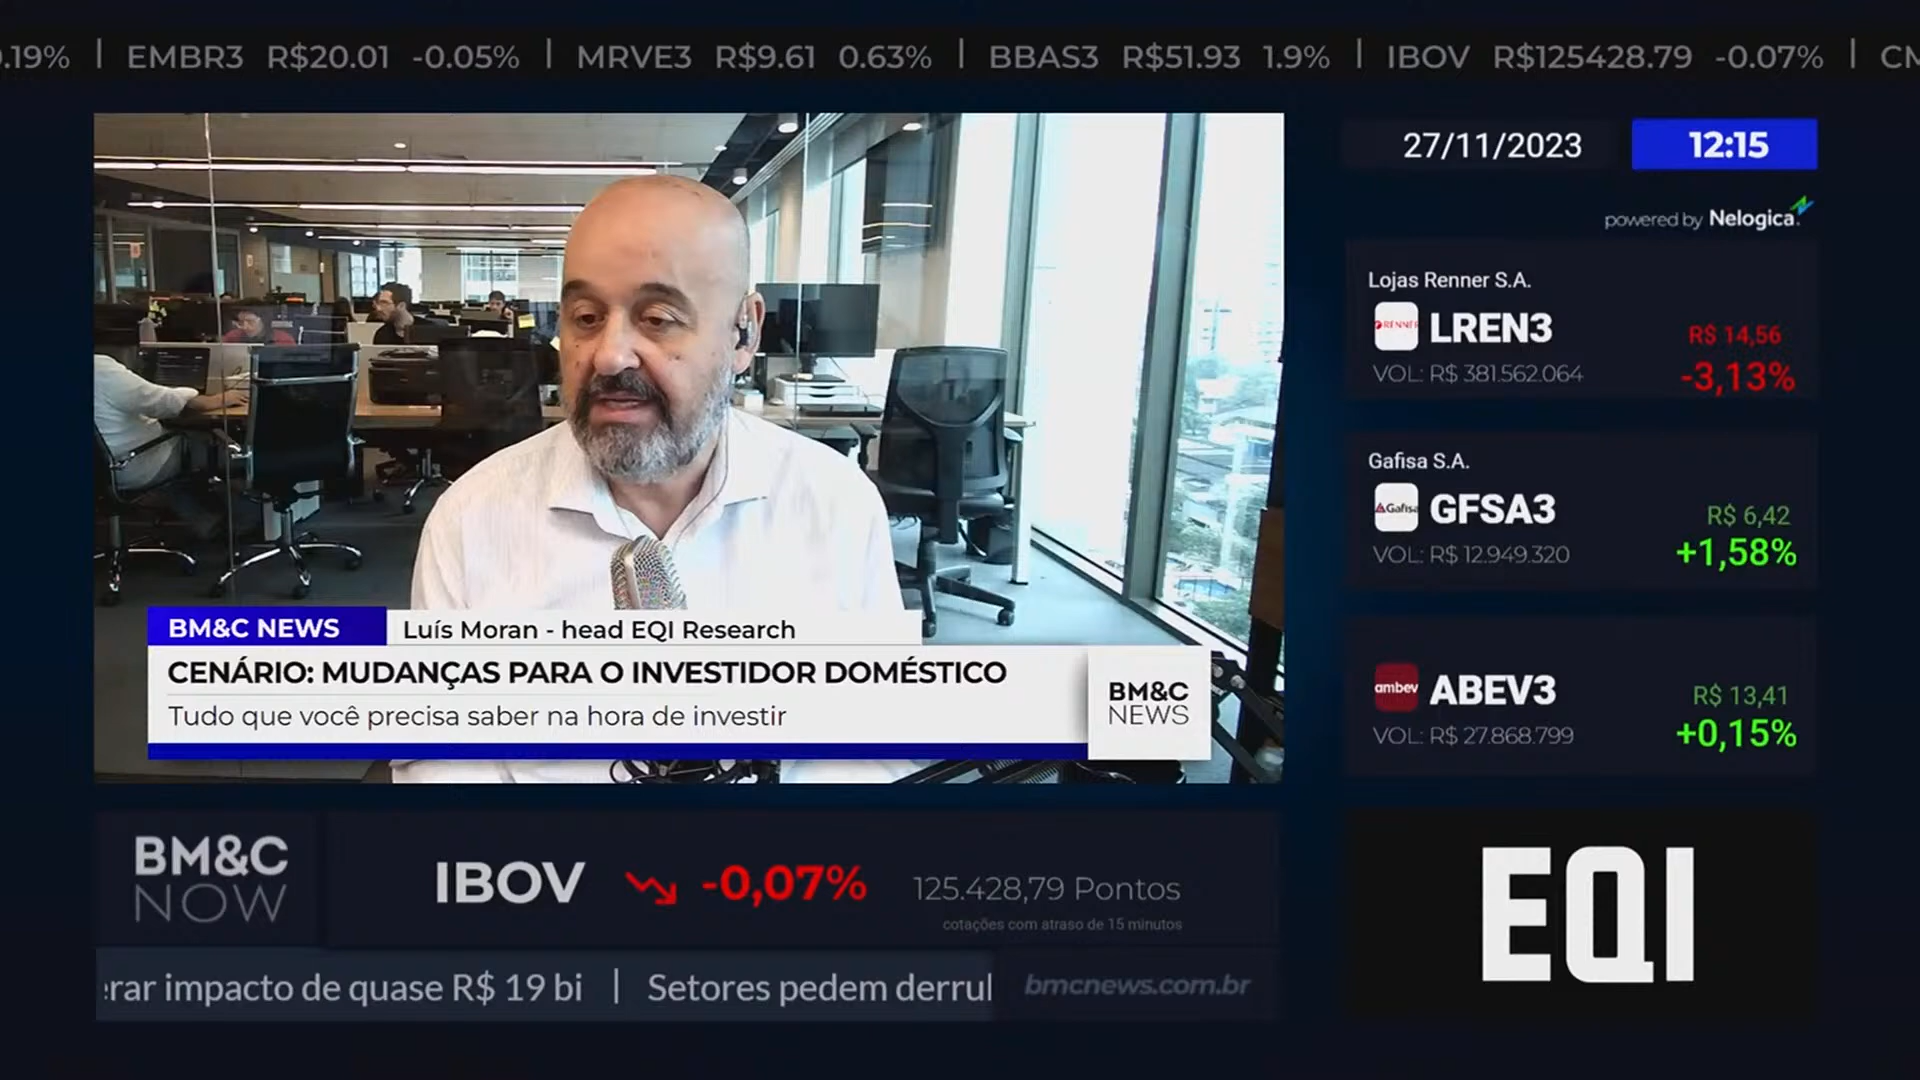 .19% | EMBR3 R$20.01 -0.05% | MRVE3 R$9.61 0.63% | BBAS3 R$51.93 1.9% | IBOV R$125428.79 -0.07% | CM
27/11/2023 12:15
powered by Nelogica
Lojas Renner S.A.
RENNER
LREN3
R$ 14,56
VOL: R$ 381.562.064
-3,13%
Gafisa S.A.
Gafisa
GFSA3
R$ 6,42
VOL: R$ 12.949.320
+1,58%
ambev
ABEV3
R$ 13,41
VOL: R$ 27.868.799
+0,15%
BM&C NEWS
Luís Moran - head EQI Research
CENÁRIO: MUDANÇAS PARA O INVESTIDOR DOMÉSTICO
Tudo que você precisa saber na hora de investir
BM&C
NEWS
BM&C
NOW
IBOV -0,07% 125.428,79 Pontos
cotações com atraso de 15 minutos
rar impacto de quase R$ 19 bi | Setores pedem derru
bmcnews.com.br
EQI